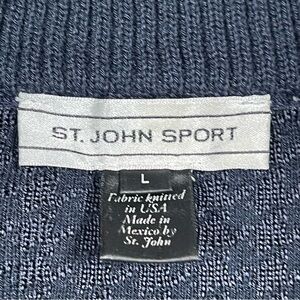 ST. JOHN SPORT
L
Fabric knitted
in USA
Made in
Mexico by
St. John